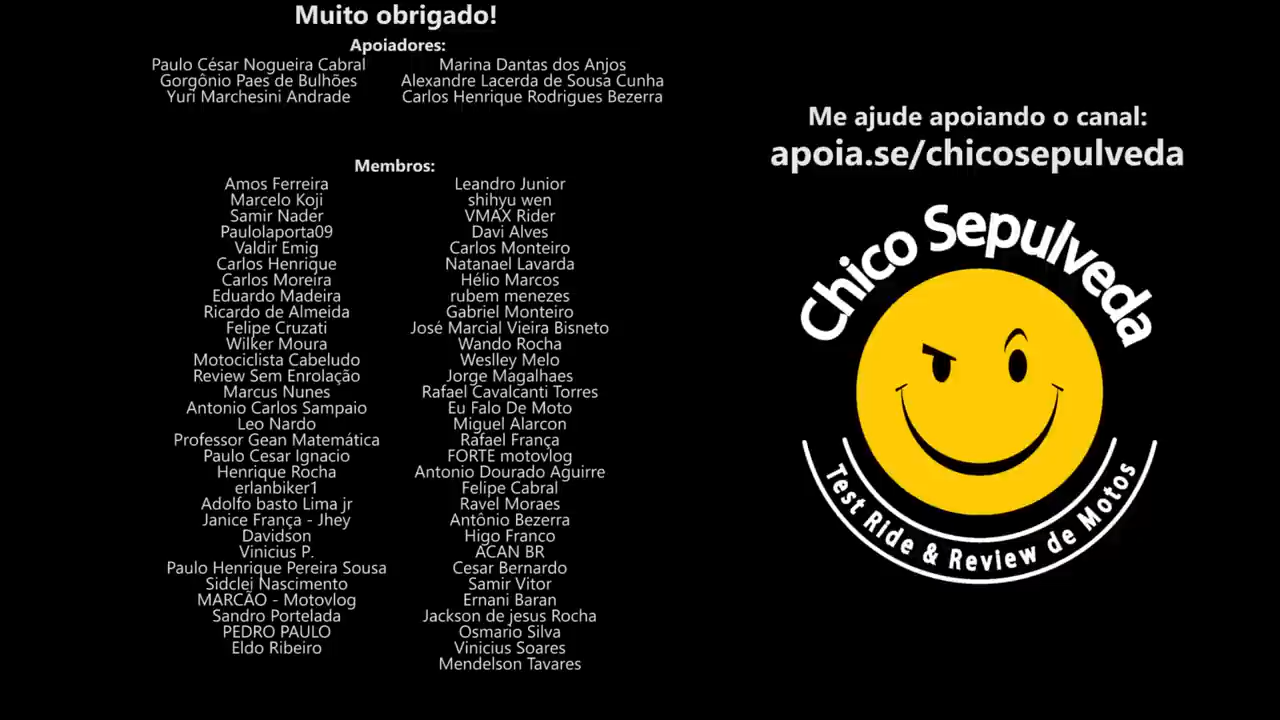 Muito obrigado!
Apoiadores:
Paulo César Nogueira Cabral
Gorgônio Paes de Bulhões
Yuri Marchesini Andrade
Marina Dantas dos Anjos
Alexandre Lacerda de Sousa Cunha
Carlos Henrique Rodrigues Bezerra
Membros:
Amos Ferreira
Marcelo Koji
Samir Nader
Paulolaporta09
Valdir Emig
Carlos Henrique
Carlos Moreira
Eduardo Madeira
Ricardo de Almeida
Felipe Cruzati
Wilker Moura
Motociclista Cabeludo
Review Sem Enrolação
Marcus Nunes
Antonio Carlos Sampaio
Leo Nardo
Professor Gean Matemática
Paulo Cesar Ignacio
Henrique Rocha
erlanbiker1
Adolfo basto Lima jr
Janice França - Jhey
Davidson
Vinicius P.
Paulo Henrique Pereira Sousa
Sidclei Nascimento
MARCÃO - Motovlog
Sandro Portelada
PEDRO PAULO
Eldo Ribeiro
Leandro Junior
shihyu wen
VMAX Rider
Davi Alves
Carlos Monteiro
Natanael Lavarda
Hélio Marcos
rubem menezes
Gabriel Monteiro
José Marcial Vieira Bisneto
Wando Rocha
Weslley Melo
Jorge Magalhaes
Rafael Cavalcanti Torres
Eu Falo De Moto
Miguel Alarcon
Rafael França
FORTE motovlog
Antonio Dourado Aguirre
Felipe Cabral
Ravel Moraes
Antônio Bezerra
Higo Franco
ACAN BR
Cesar Bernardo
Samir Vitor
Ernani Baran
Jackson de jesus Rocha
Osmario Silva
Vinicius Soares
Mendelson Tavares
Me ajude apoiando o canal:
apoia.se/chicosepulveda
Chico Sepulveda
Test Ride & Review de Motos